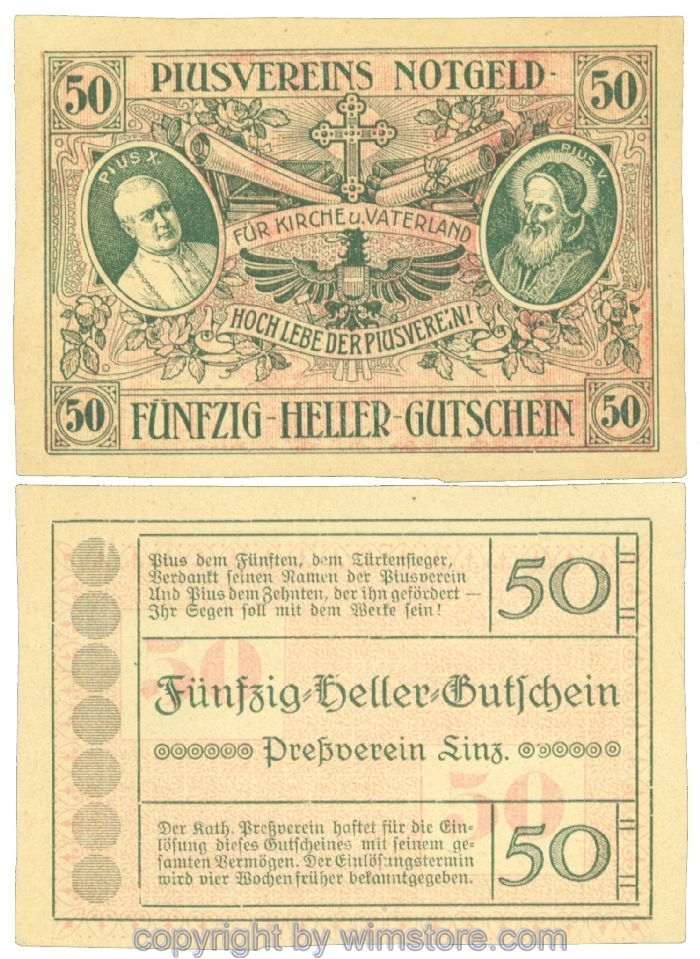 50 PIUSVEREINS NOTGELD- 50
PIUS X. PIUS V.
FÜR KIRCHE u. VATERLAND
HOCH LEBE DER PIUSVEREIN!
50 FÜNFZIG-HELLER-GUTSCHEIN 50
Pius dem Fünften, dem Türkensieger,
Verdankt seinen Namen der Piusverein
Und Pius dem Zehnten, der ihn gefördert —
Ihr Segen soll mit dem Werke sein!
50
50
Fünfzig-Heller-Gutschein
Preßverein Linz.
50
Der Kath. Preßverein haftet für die Ein-
lösung dieses Gutscheines mit seinem ge-
samten Vermögen. Der Einlösungstermin
wird vier Wochen früher bekanntgegeben.
50
copyright by wimstore.com